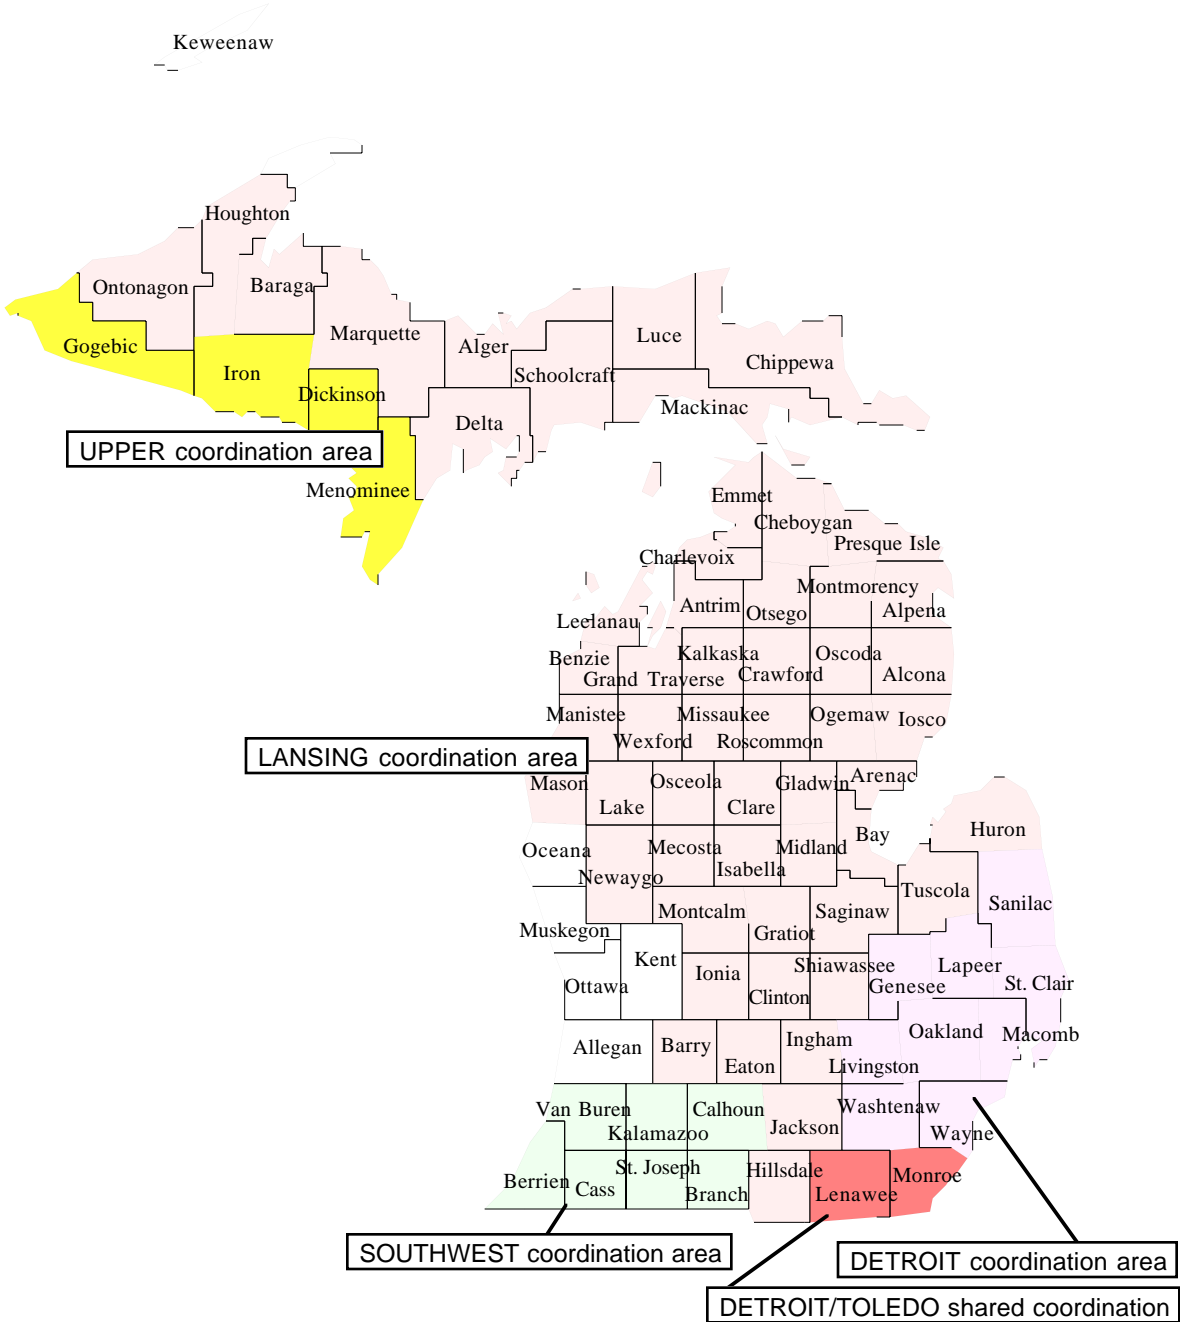 Keweenaw
Houghton
Ontonagon
Baraga
Marquette
Gogebic
Iron
Dickinson
Alger
Luce
Schoolcraft
Chippewa
Mackinac
Delta
UPPER coordination area
Menominee
Emmet
Cheboygan
Presque Isle
Charlevoix
Montmorency
Antrim
Otsego
Alpena
Leelanau
Benzie
Kalkaska
Oscoda
Grand Traverse
Crawford
Alcona
Manistee
Missaukee
Ogemaw
Iosco
Wexford
Roscommon
LANSING coordination area
Mason
Osceola
Gladwin
Arenac
Lake
Clare
Huron
Bay
Oceana
Mecosta
Midland
Isabella
Newaygo
Tuscola
Sanilac
Montcalm
Saginaw
Muskegon
Gratiot
Kent
Ionia
Shiawassee
Lapeer
Ottawa
Clinton
Genesee
St. Clair
Allegan
Barry
Ingham
Oakland
Macomb
Eaton
Livingston
Van Buren
Calhoun
Washtenaw
Kalamazoo
Jackson
Wayne
Berrien
Cass
St. Joseph
Branch
Hillsdale
Lenawee
Monroe
SOUTHWEST coordination area
DETROIT coordination area
DETROIT/TOLEDO shared coordination